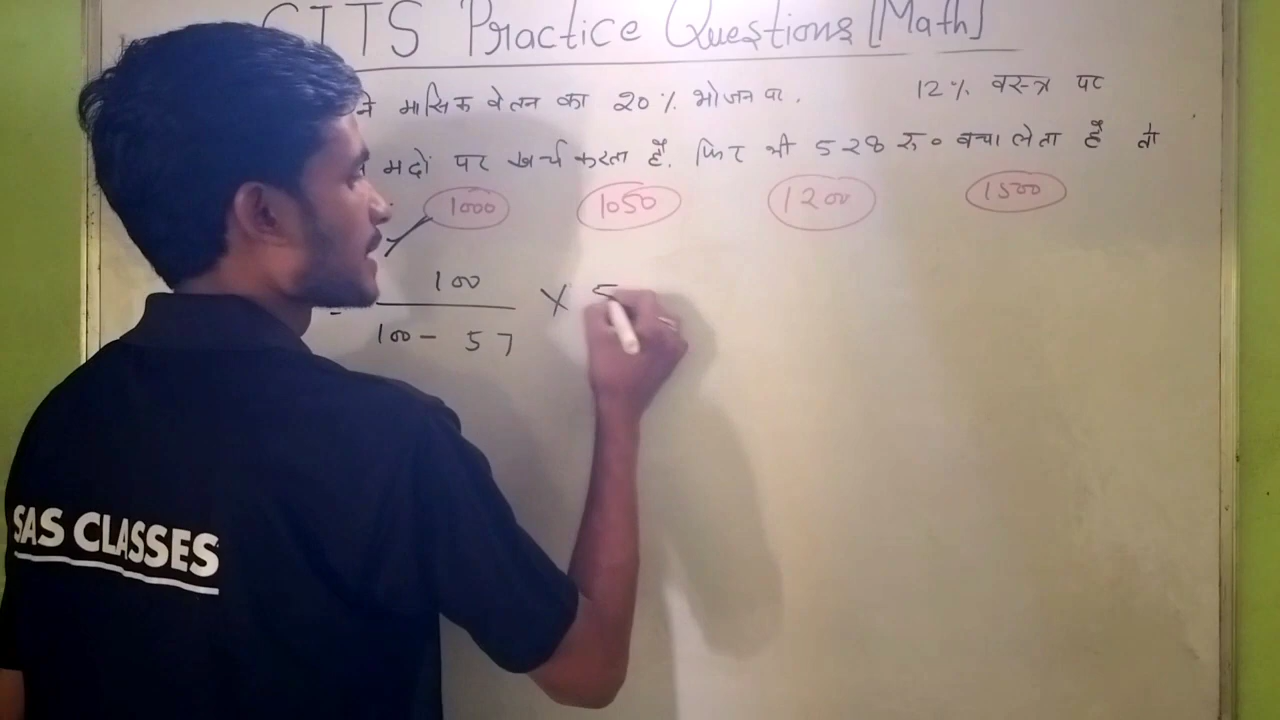 CITS Practice Questions [Math]
ने मासिक वेतन का 20% भोजन पर, 12% वस्त्र पर
मदों पर खर्च करता है. फिर भी 528 रु० बचा लेता है तो
1000 1050 1200 1500
100
100 - 57
× 5
SAS CLASSES